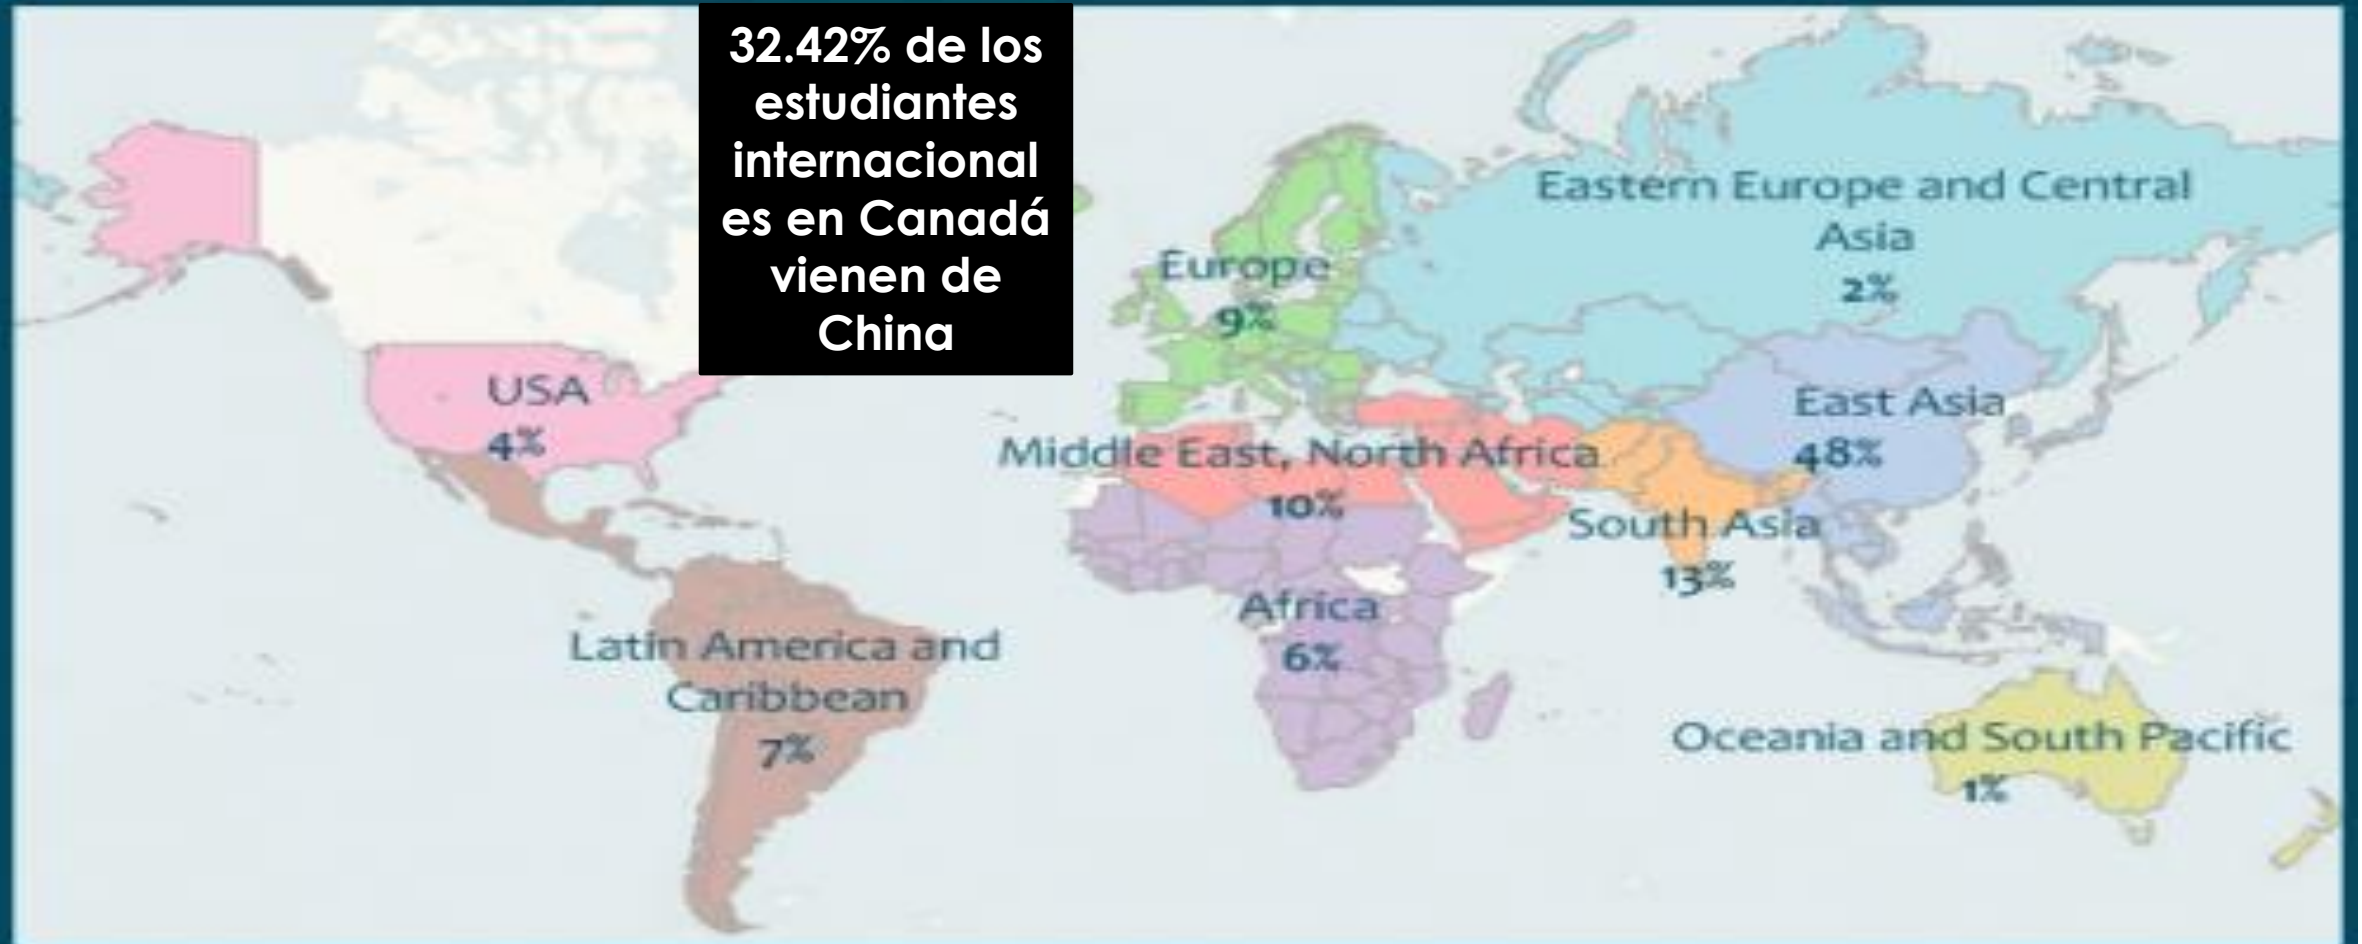 32.42% de los
estudiantes
internacional
es en Canadá
vienen de
China
Eastern Europe and Central
Asia
2%
Europe
9%
USA
4%
East Asia
48%
Middle East, North Africa
10%
South Asia
13%
Africa
6%
Latin America and
Caribbean
7%
Oceania and South Pacific
1%